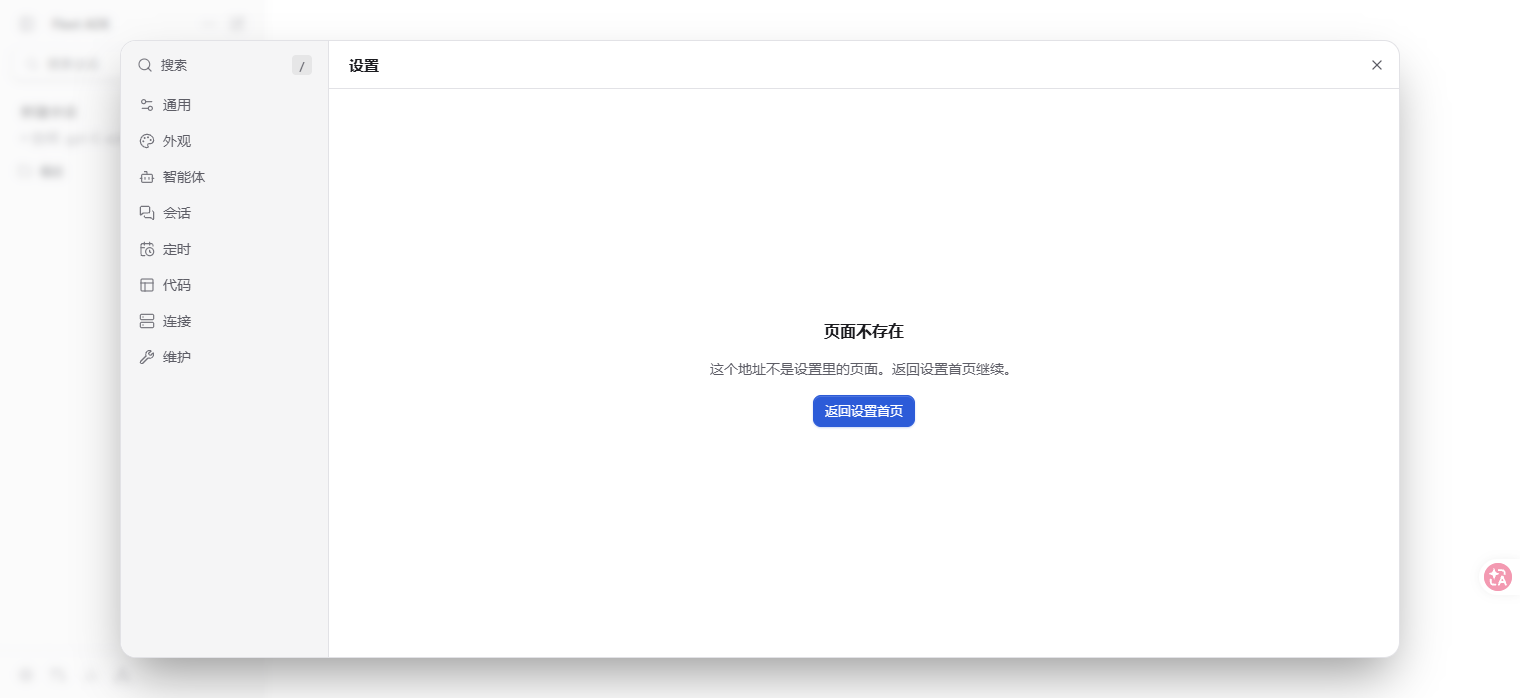 搜索
/
通用
外观
智能体
会话
定时
代码
连接
维护
设置
页面不存在
这个地址不是设置里的页面。返回设置首页继续。
返回设置首页